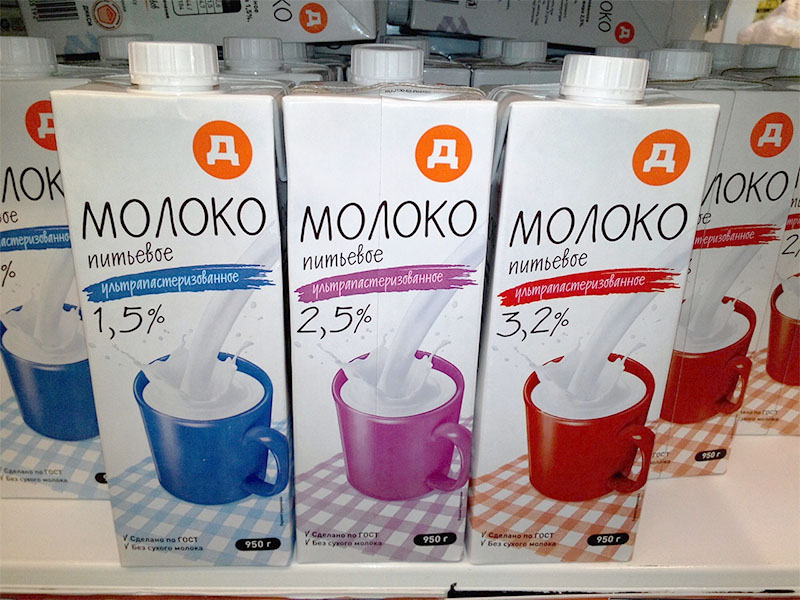 Д
МОЛОКО
питьевое
ультрапастеризованное
1,5%
√ Сделано по ГОСТ
√ Без сухого молока
950 г
Д
МОЛОКО
питьевое
ультрапастеризованное
2,5%
√ Сделано по ГОСТ
√ Без сухого молока
950 г
Д
МОЛОКО
питьевое
ультрапастеризованное
3,2%
√ Сделано по ГОСТ
√ Без сухого молока
950 г
950 г